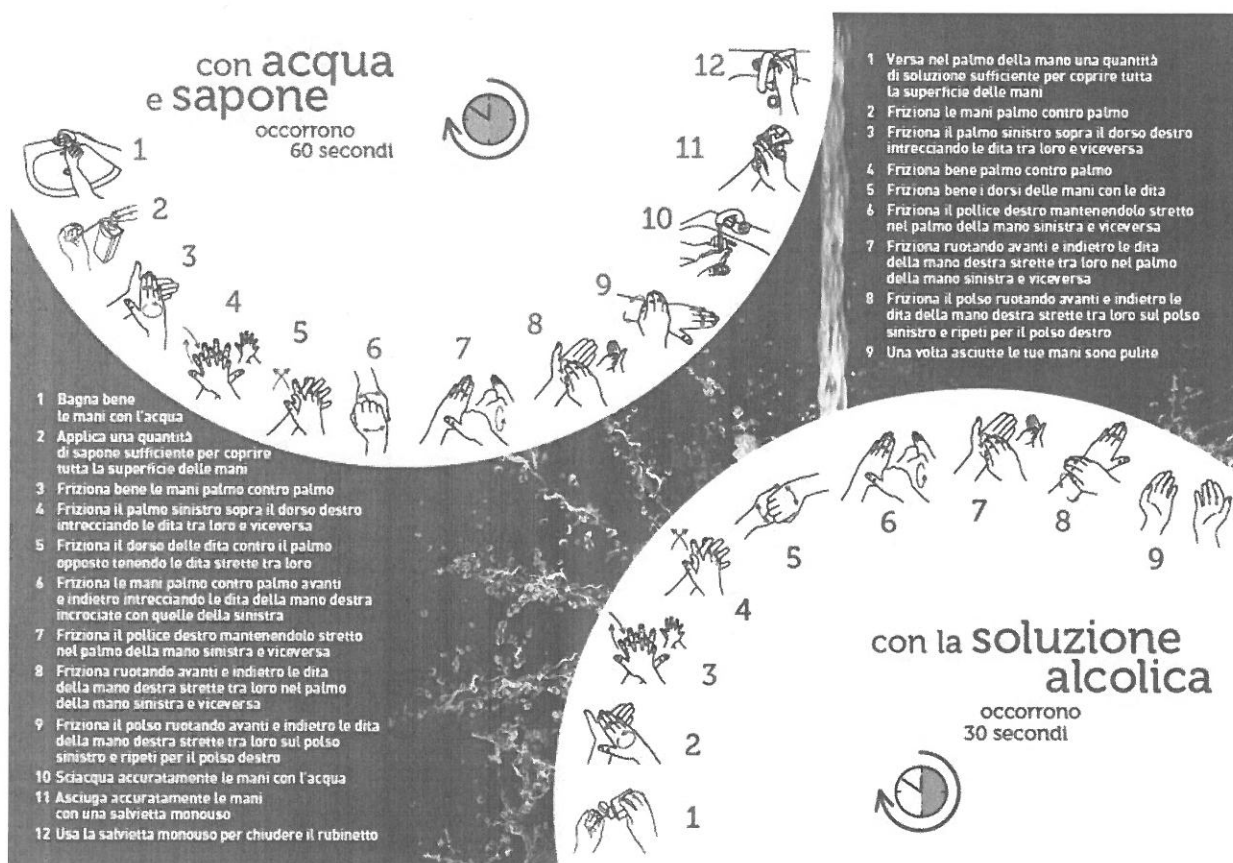 con acqua
e sapone
occorrono
60 secondi
1
2
3
4
5
6
7
8
9
10
11
12
1 Bagna bene
le mani con l'acqua
2 Applica una quantità
di sapone sufficiente per coprire
tutta la superficie delle mani
3 Friziona bene le mani palmo contro palmo
4 Friziona il palmo sinistro sopra il dorso destro
intrecciando le dita tra loro e viceversa
5 Friziona il dorso delle dita contro il palmo
opposto tenendo le dita strette tra loro
6 Friziona le mani palmo contro palmo avanti
e indietro intrecciando le dita della mano destra
incrociate con quelle della sinistra
7 Friziona il pollice destro mantenendolo stretto
nel palmo della mano sinistra e viceversa
8 Friziona ruotando avanti e indietro le dita
della mano destra strette tra loro nel palmo
della mano sinistra e viceversa
9 Friziona il polso ruotando avanti e indietro le dita
della mano destra strette tra loro sul polso
sinistro e ripeti per il polso destro
10 Sciacqua accuratamente le mani con l'acqua
11 Asciuga accuratamente le mani
con una salvietta monouso
12 Usa la salvietta monouso per chiudere il rubinetto
1 Versa nel palmo della mano una quantità
di soluzione sufficiente per coprire tutta
la superficie delle mani
2 Friziona le mani palmo contro palmo
3 Friziona il palmo sinistro sopra il dorso destro
intrecciando le dita tra loro e viceversa
4 Friziona bene palmo contro palmo
5 Friziona bene i dorsi delle mani con le dita
6 Friziona il pollice destro mantenendolo stretto
nel palmo della mano sinistra e viceversa
7 Friziona ruotando avanti e indietro le dita
della mano destra strette tra loro nel palmo
della mano sinistra e viceversa
8 Friziona il polso ruotando avanti e indietro le
dita della mano destra strette tra loro sul polso
sinistro e ripeti per il polso destro
9 Una volta asciutte le tue mani sono pulite
con la soluzione
alcolica
occorrono
30 secondi
1
2
3
4
5
6
7
8
9